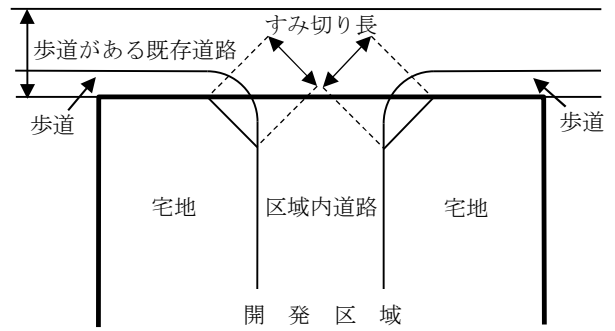 すみ切り長
歩道がある既存道路
歩道
歩道
宅地
区域内道路
宅地
開発区域